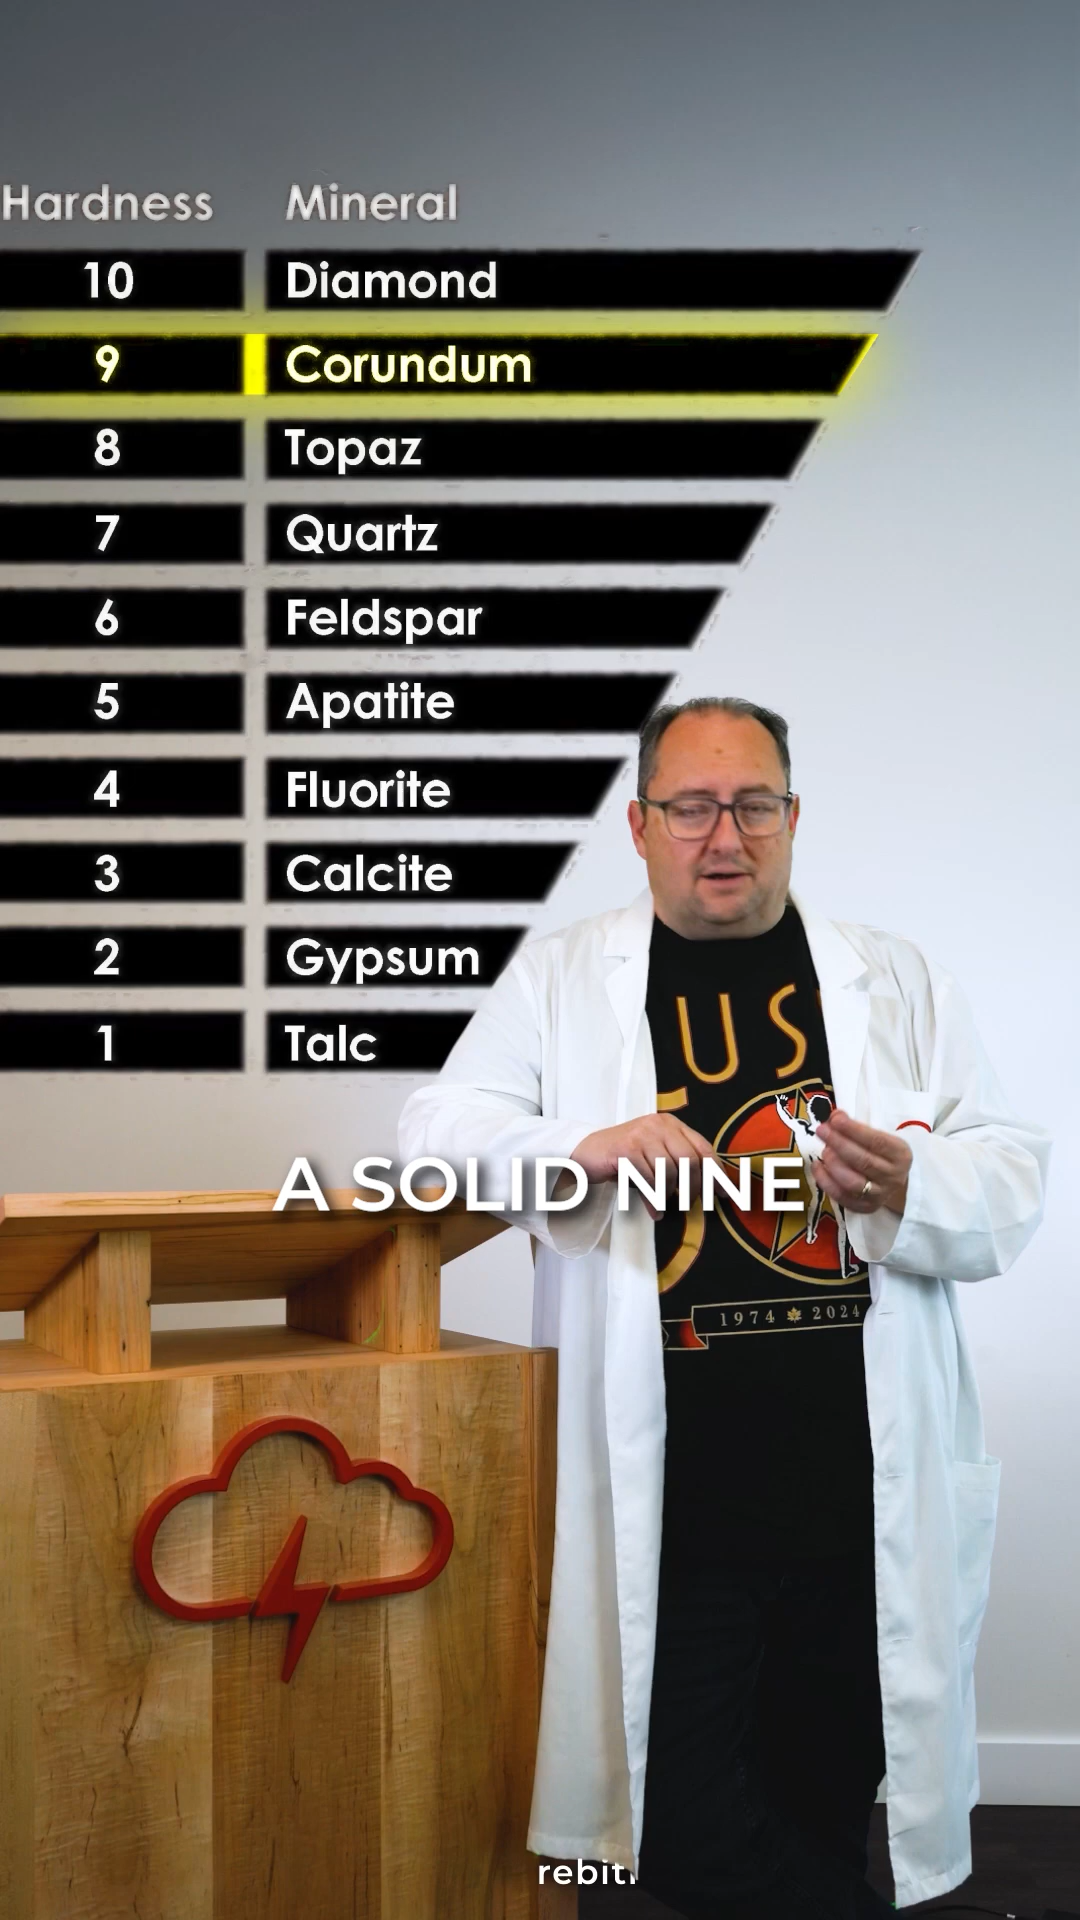 Hardness Mineral
10 Diamond
9 Corundum
8 Topaz
7 Quartz
6 Feldspar
5 Apatite
4 Fluorite
3 Calcite
2 Gypsum
1 Talc
A SOLID NINE
1974 2024